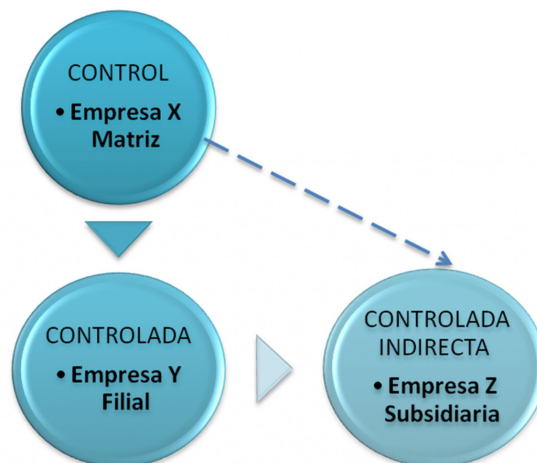 CONTROL
• Empresa X
Matriz
CONTROLADA
• Empresa Y
Filial
CONTROLADA
INDIRECTA
• Empresa Z
Subsidiaria